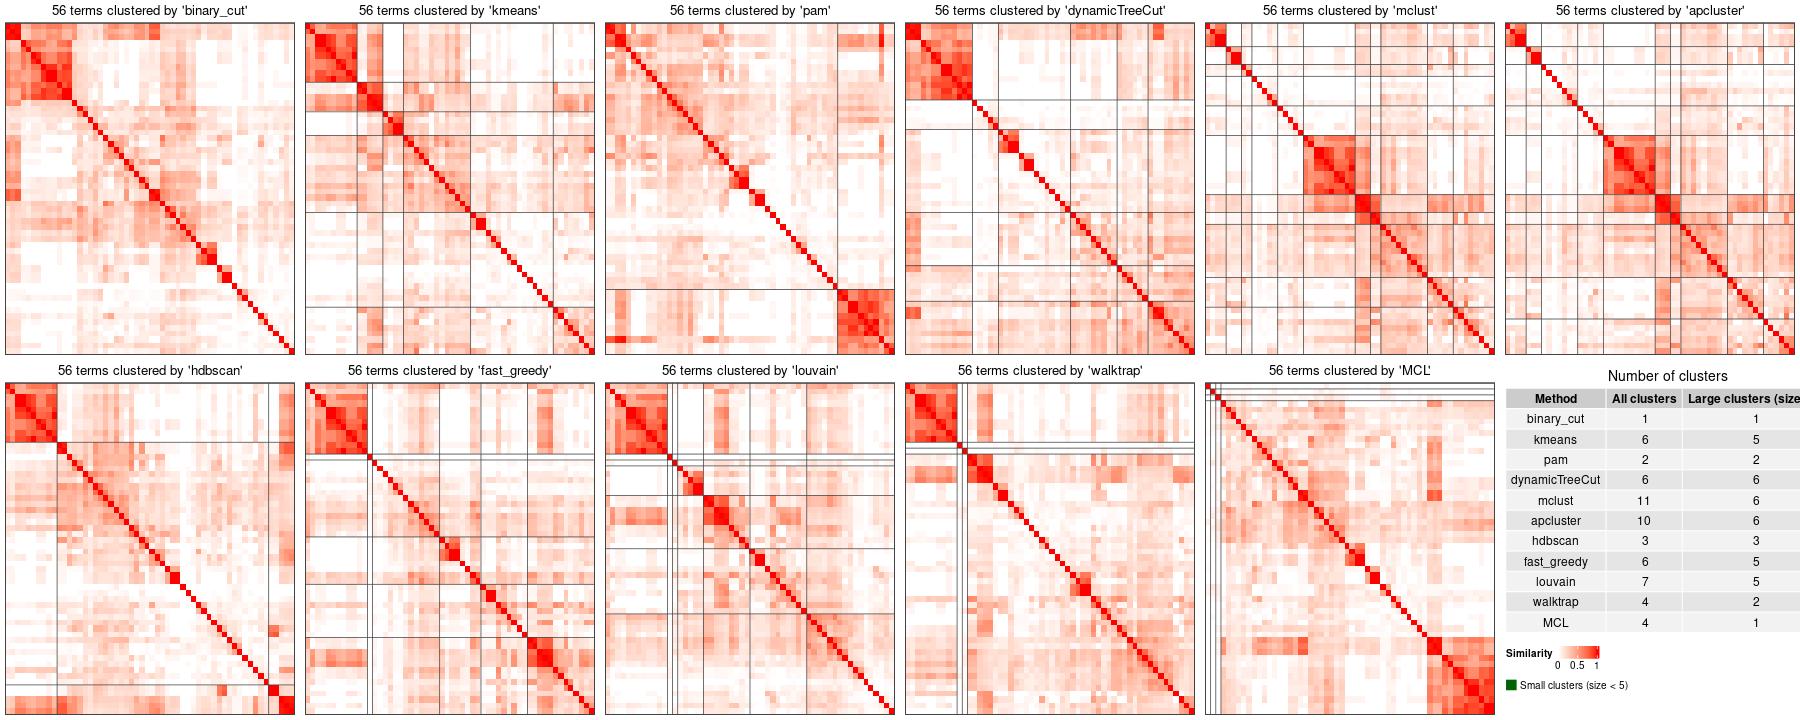 56 terms clustered by 'binary_cut'
56 terms clustered by 'kmeans'
56 terms clustered by 'pam'
56 terms clustered by 'dynamicTreeCut'
56 terms clustered by 'mclust'
56 terms clustered by 'apcluster'
56 terms clustered by 'hdbscan'
56 terms clustered by 'fast_greedy'
56 terms clustered by 'louvain'
56 terms clustered by 'walktrap'
56 terms clustered by 'MCL'
Number of clusters
Method All clusters Large clusters (size
binary_cut 1 1
kmeans 6 5
pam 2 2
dynamicTreeCut 6 6
mclust 11 6
apcluster 10 6
hdbscan 3 3
fast_greedy 6 5
louvain 7 5
walktrap 4 2
MCL 4 1
Similarity
0 0.5 1
Small clusters (size < 5)